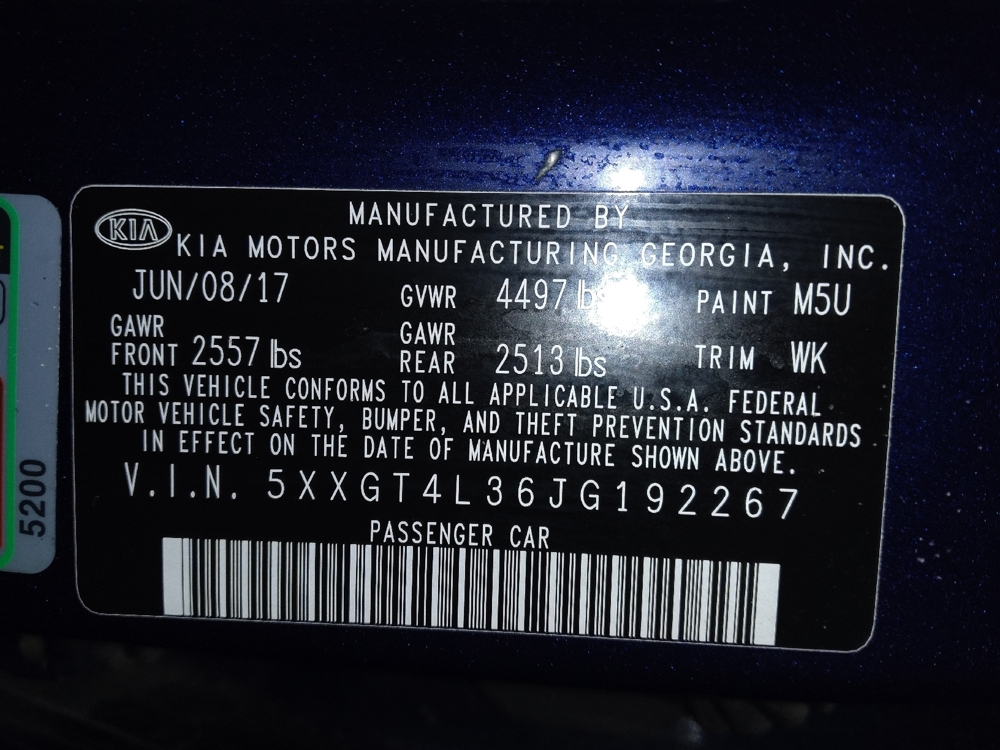 MANUFACTURED BY
KIA KIA MOTORS MANUFACTURING GEORGIA, INC.
JUN/08/17 GVWR 4497 lbs PAINT M5U
GAWR FRONT 2557 lbs GAWR REAR 2513 lbs TRIM WK
THIS VEHICLE CONFORMS TO ALL APPLICABLE U.S.A. FEDERAL
MOTOR VEHICLE SAFETY, BUMPER, AND THEFT PREVENTION STANDARDS
IN EFFECT ON THE DATE OF MANUFACTURE SHOWN ABOVE.
V.I.N. 5XXGT4L36JG192267
PASSENGER CAR
5200